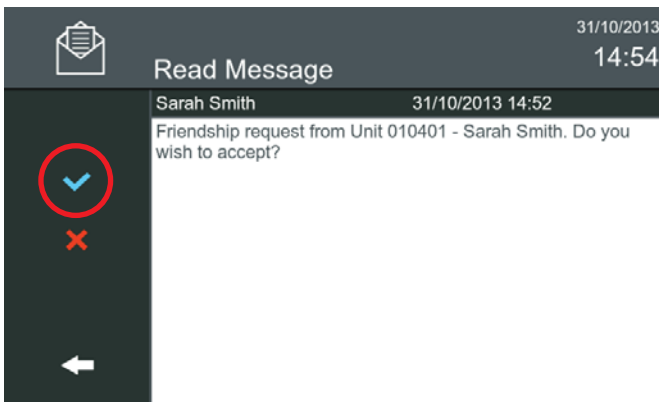 31/10/2013
14:54
Read Message
Sarah Smith 31/10/2013 14:52
Friendship request from Unit 010401 - Sarah Smith. Do you
wish to accept?